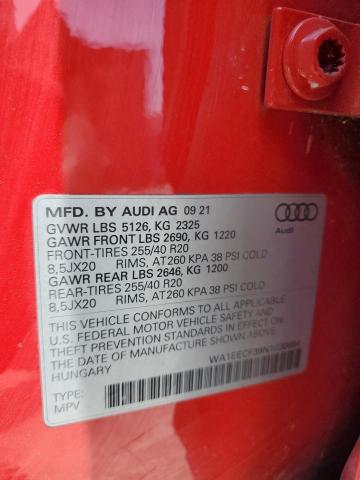 MFD. BY AUDI AG 09 21
GVWR LBS 5126, KG 2325
GAWR FRONT LBS 2690, KG 1220
FRONT-TIRES 255/40 R20
8,5JX20 RIMS, AT260 KPA 38 PSI COLD
GAWR REAR LBS 2646, KG 1200
REAR-TIRES 255/40 R20
8,5JX20 RIMS, AT260 KPA 38 PSI COLD
THIS VEHICLE CONFORMS TO ALL APPLICABLE
U.S. FEDERAL MOTOR VEHICLE SAFETY AND THEFT
PREVENTION STANDARDS IN EFFECT ON
THE DATE OF MANUFACTURE SHOWN ABOVE.
HUNGARY
TYPE:
MPV
Audi